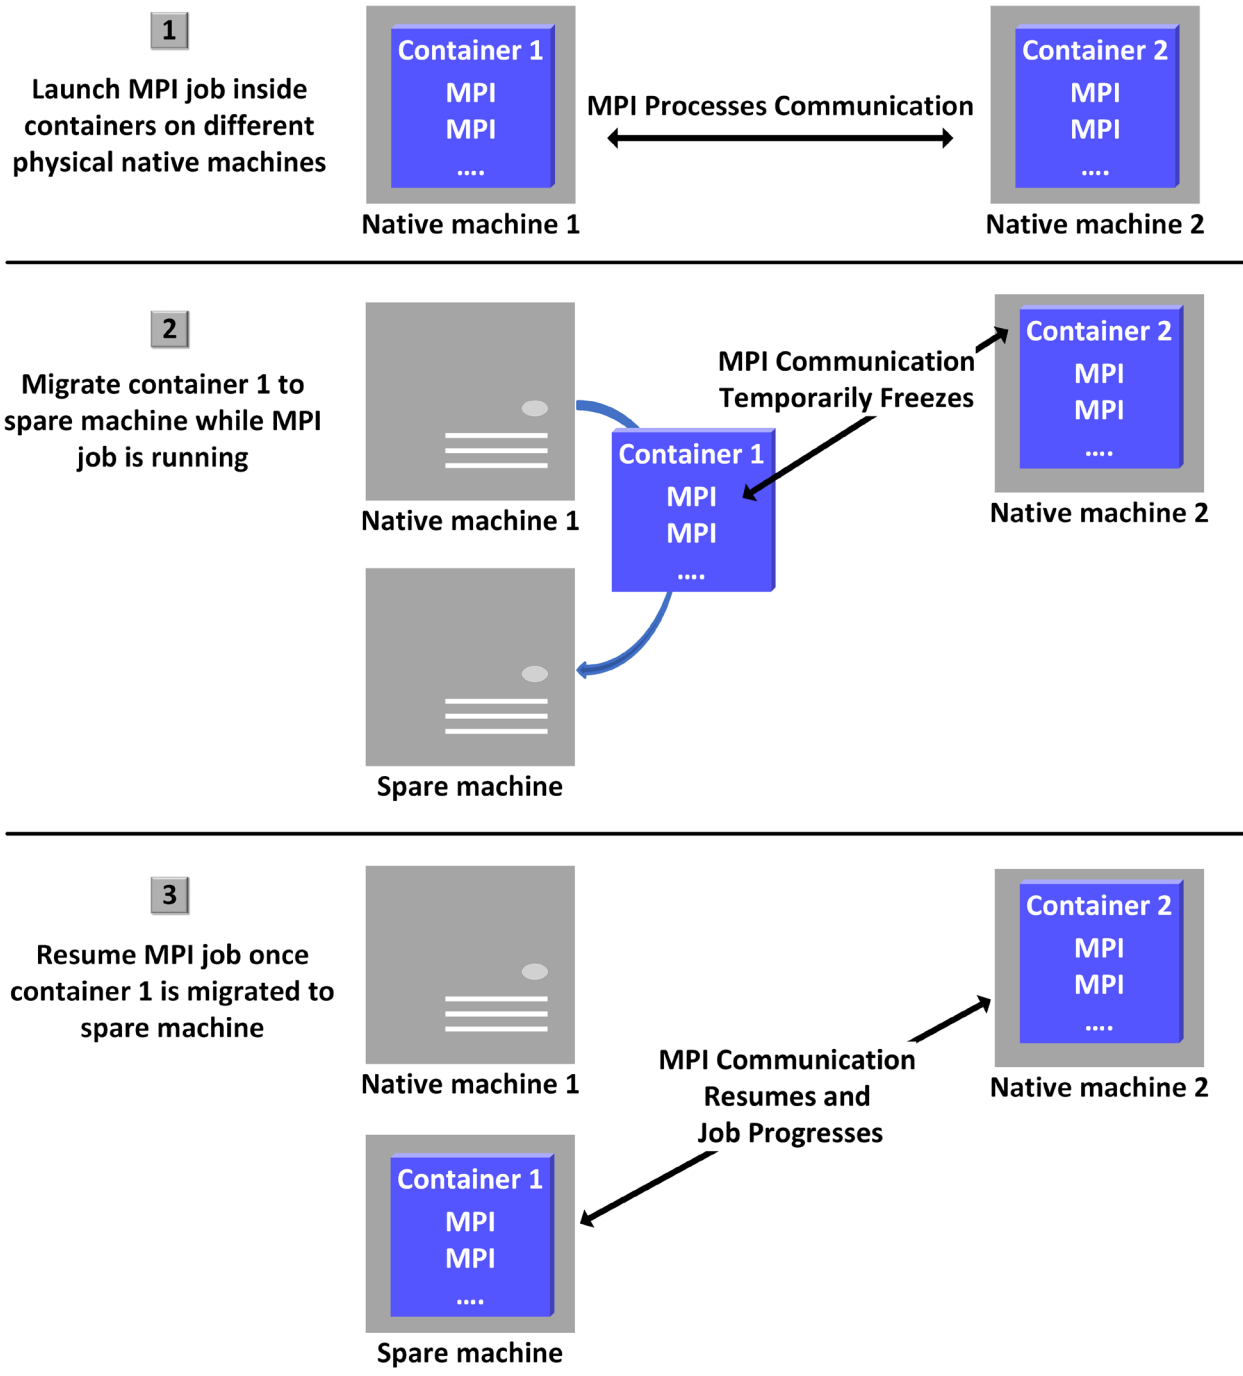 1
Launch MPI job inside
containers on different
physical native machines
Container 1
MPI
MPI
....
Native machine 1
MPI Processes Communication
Container 2
MPI
MPI
....
Native machine 2
2
Migrate container 1 to
spare machine while MPI
job is running
Native machine 1
Container 1
MPI
MPI
....
MPI Communication
Temporarily Freezes
Container 2
MPI
MPI
....
Native machine 2
Spare machine
3
Resume MPI job once
container 1 is migrated to
spare machine
Native machine 1
MPI Communication
Resumes and
Job Progresses
Container 2
MPI
MPI
....
Native machine 2
Container 1
MPI
MPI
....
Spare machine